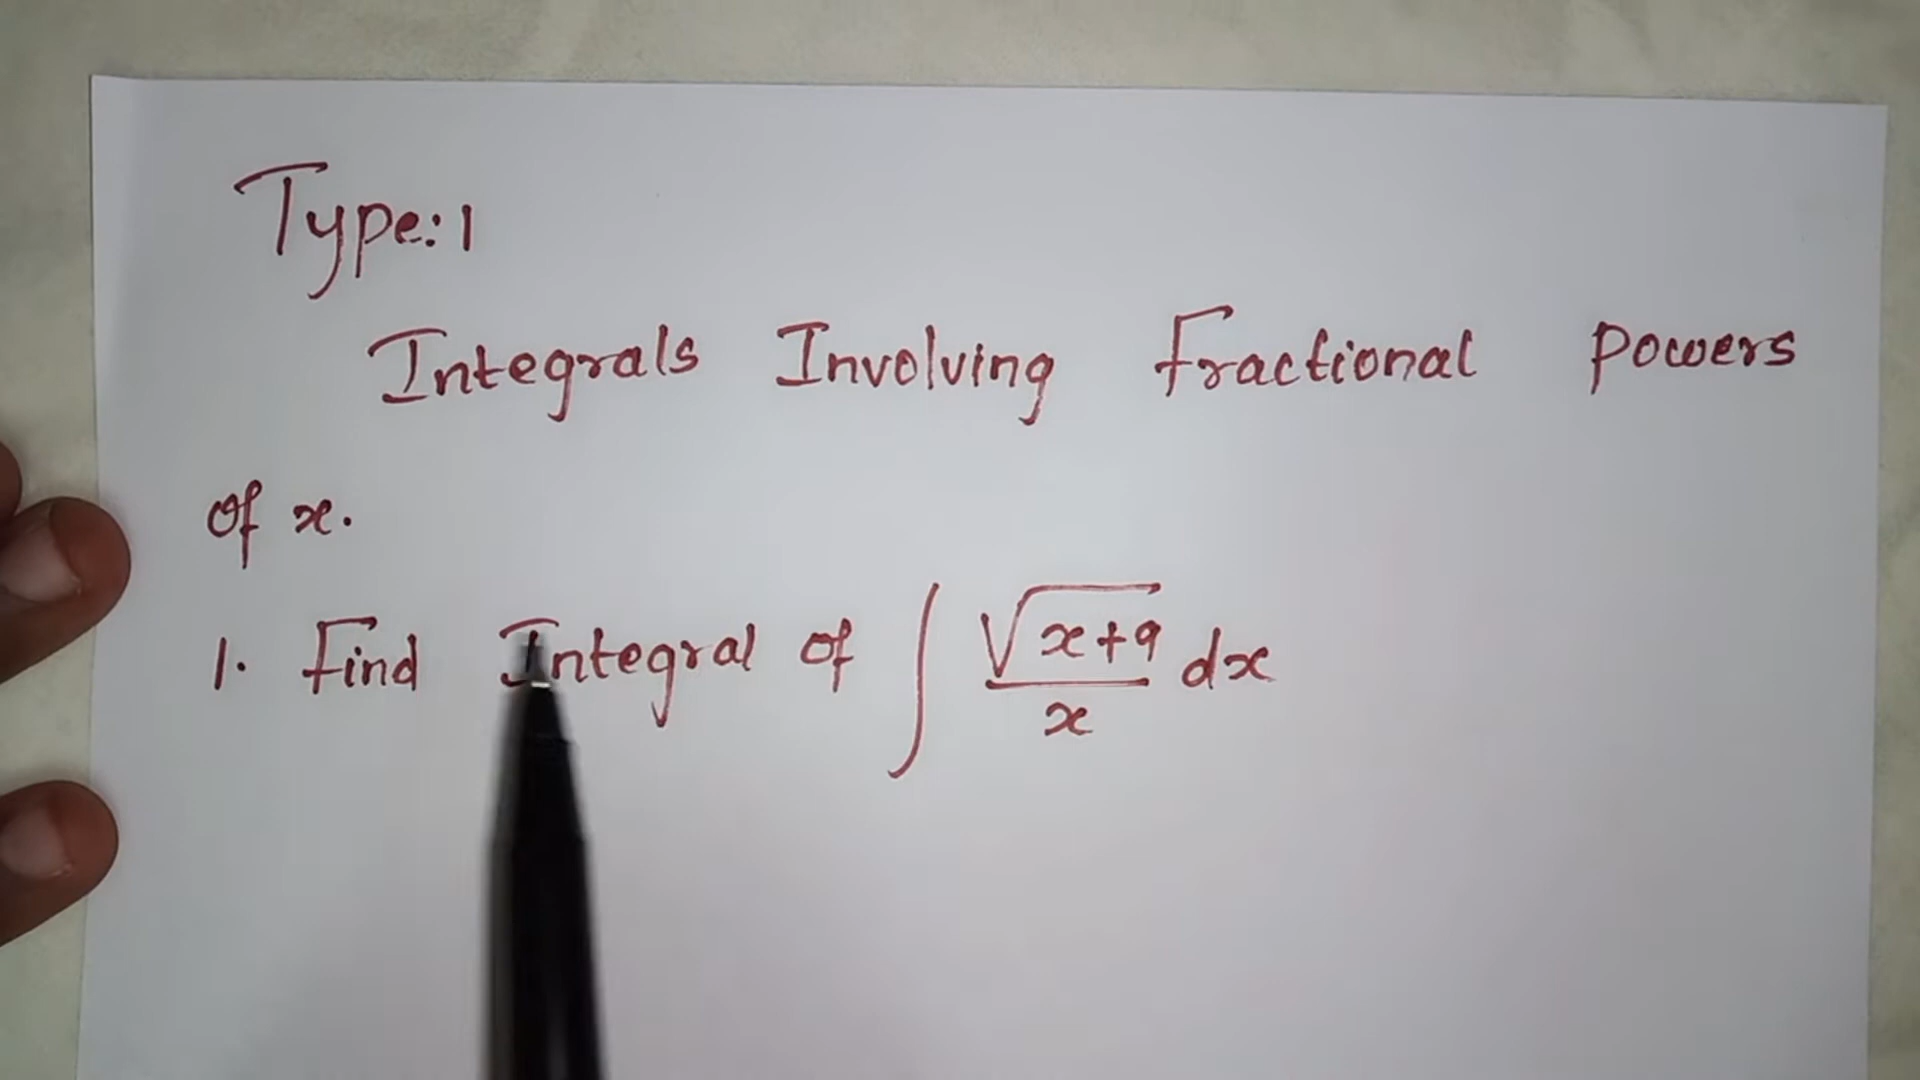 Type: 1
Integrals Involving Fractional Powers
of x.
1. Find Integral of ∫ √(x+9)/x dx